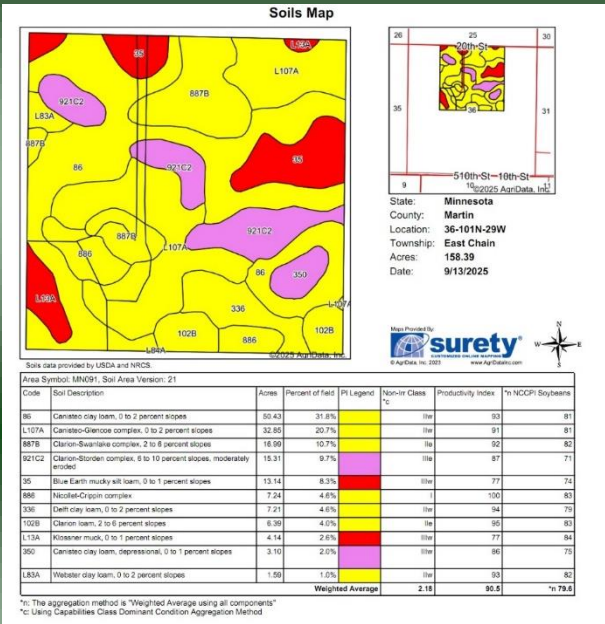 Soils Map
35
L13A
L107A
887B
921C2
L83A
887B
86
921C2
35
887B
L107A
886
921C2
86
350
L13A
336
L107A
102B
102B
886
L84A
©2025 AgriData, Inc.
Soils data provided by USDA and NRCS.
26 25 30
20th St
35 36 31
510th St 10th St
9 10 11
©2025 AgriData, Inc.
State: Minnesota
County: Martin
Location: 36-101N-29W
Township: East Chain
Acres: 158.39
Date: 9/13/2025
Maps Provided By:
surety®
CUSTOMIZED ONLINE MAPPING
© AgriData, Inc. 2023 www.AgriDataInc.com
N
W E
S
Area Symbol: MN091, Soil Area Version: 21
Code Soil Description Acres Percent of field PI Legend Non-Irr Class *c Productivity Index *n NCCPI Soybeans
86 Canisteo clay loam, 0 to 2 percent slopes 50.43 31.8% IIw 93 81
L107A Canisteo-Glencoe complex, 0 to 2 percent slopes 32.85 20.7% IIw 91 81
887B Clarion-Swanlake complex, 2 to 6 percent slopes 16.99 10.7% IIe 92 82
921C2 Clarion-Storden complex, 6 to 10 percent slopes, moderately eroded 15.31 9.7% IIIe 87 71
35 Blue Earth mucky silt loam, 0 to 1 percent slopes 13.14 8.3% IIIw 77 74
886 Nicollet-Crippin complex 7.24 4.6% I 100 83
336 Delft clay loam, 0 to 2 percent slopes 7.21 4.6% IIw 94 79
102B Clarion loam, 2 to 6 percent slopes 6.39 4.0% IIe 95 83
L13A Klossner muck, 0 to 1 percent slopes 4.14 2.6% IIIw 77 84
350 Canisteo clay loam, depressional, 0 to 1 percent slopes 3.10 2.0% IIIw 86 75
L83A Webster clay loam, 0 to 2 percent slopes 1.59 1.0% IIw 93 82
Weighted Average 2.18 90.5 *n 79.6
*n: The aggregation method is "Weighted Average using all components"
*c: Using Capabilities Class Dominant Condition Aggregation Method